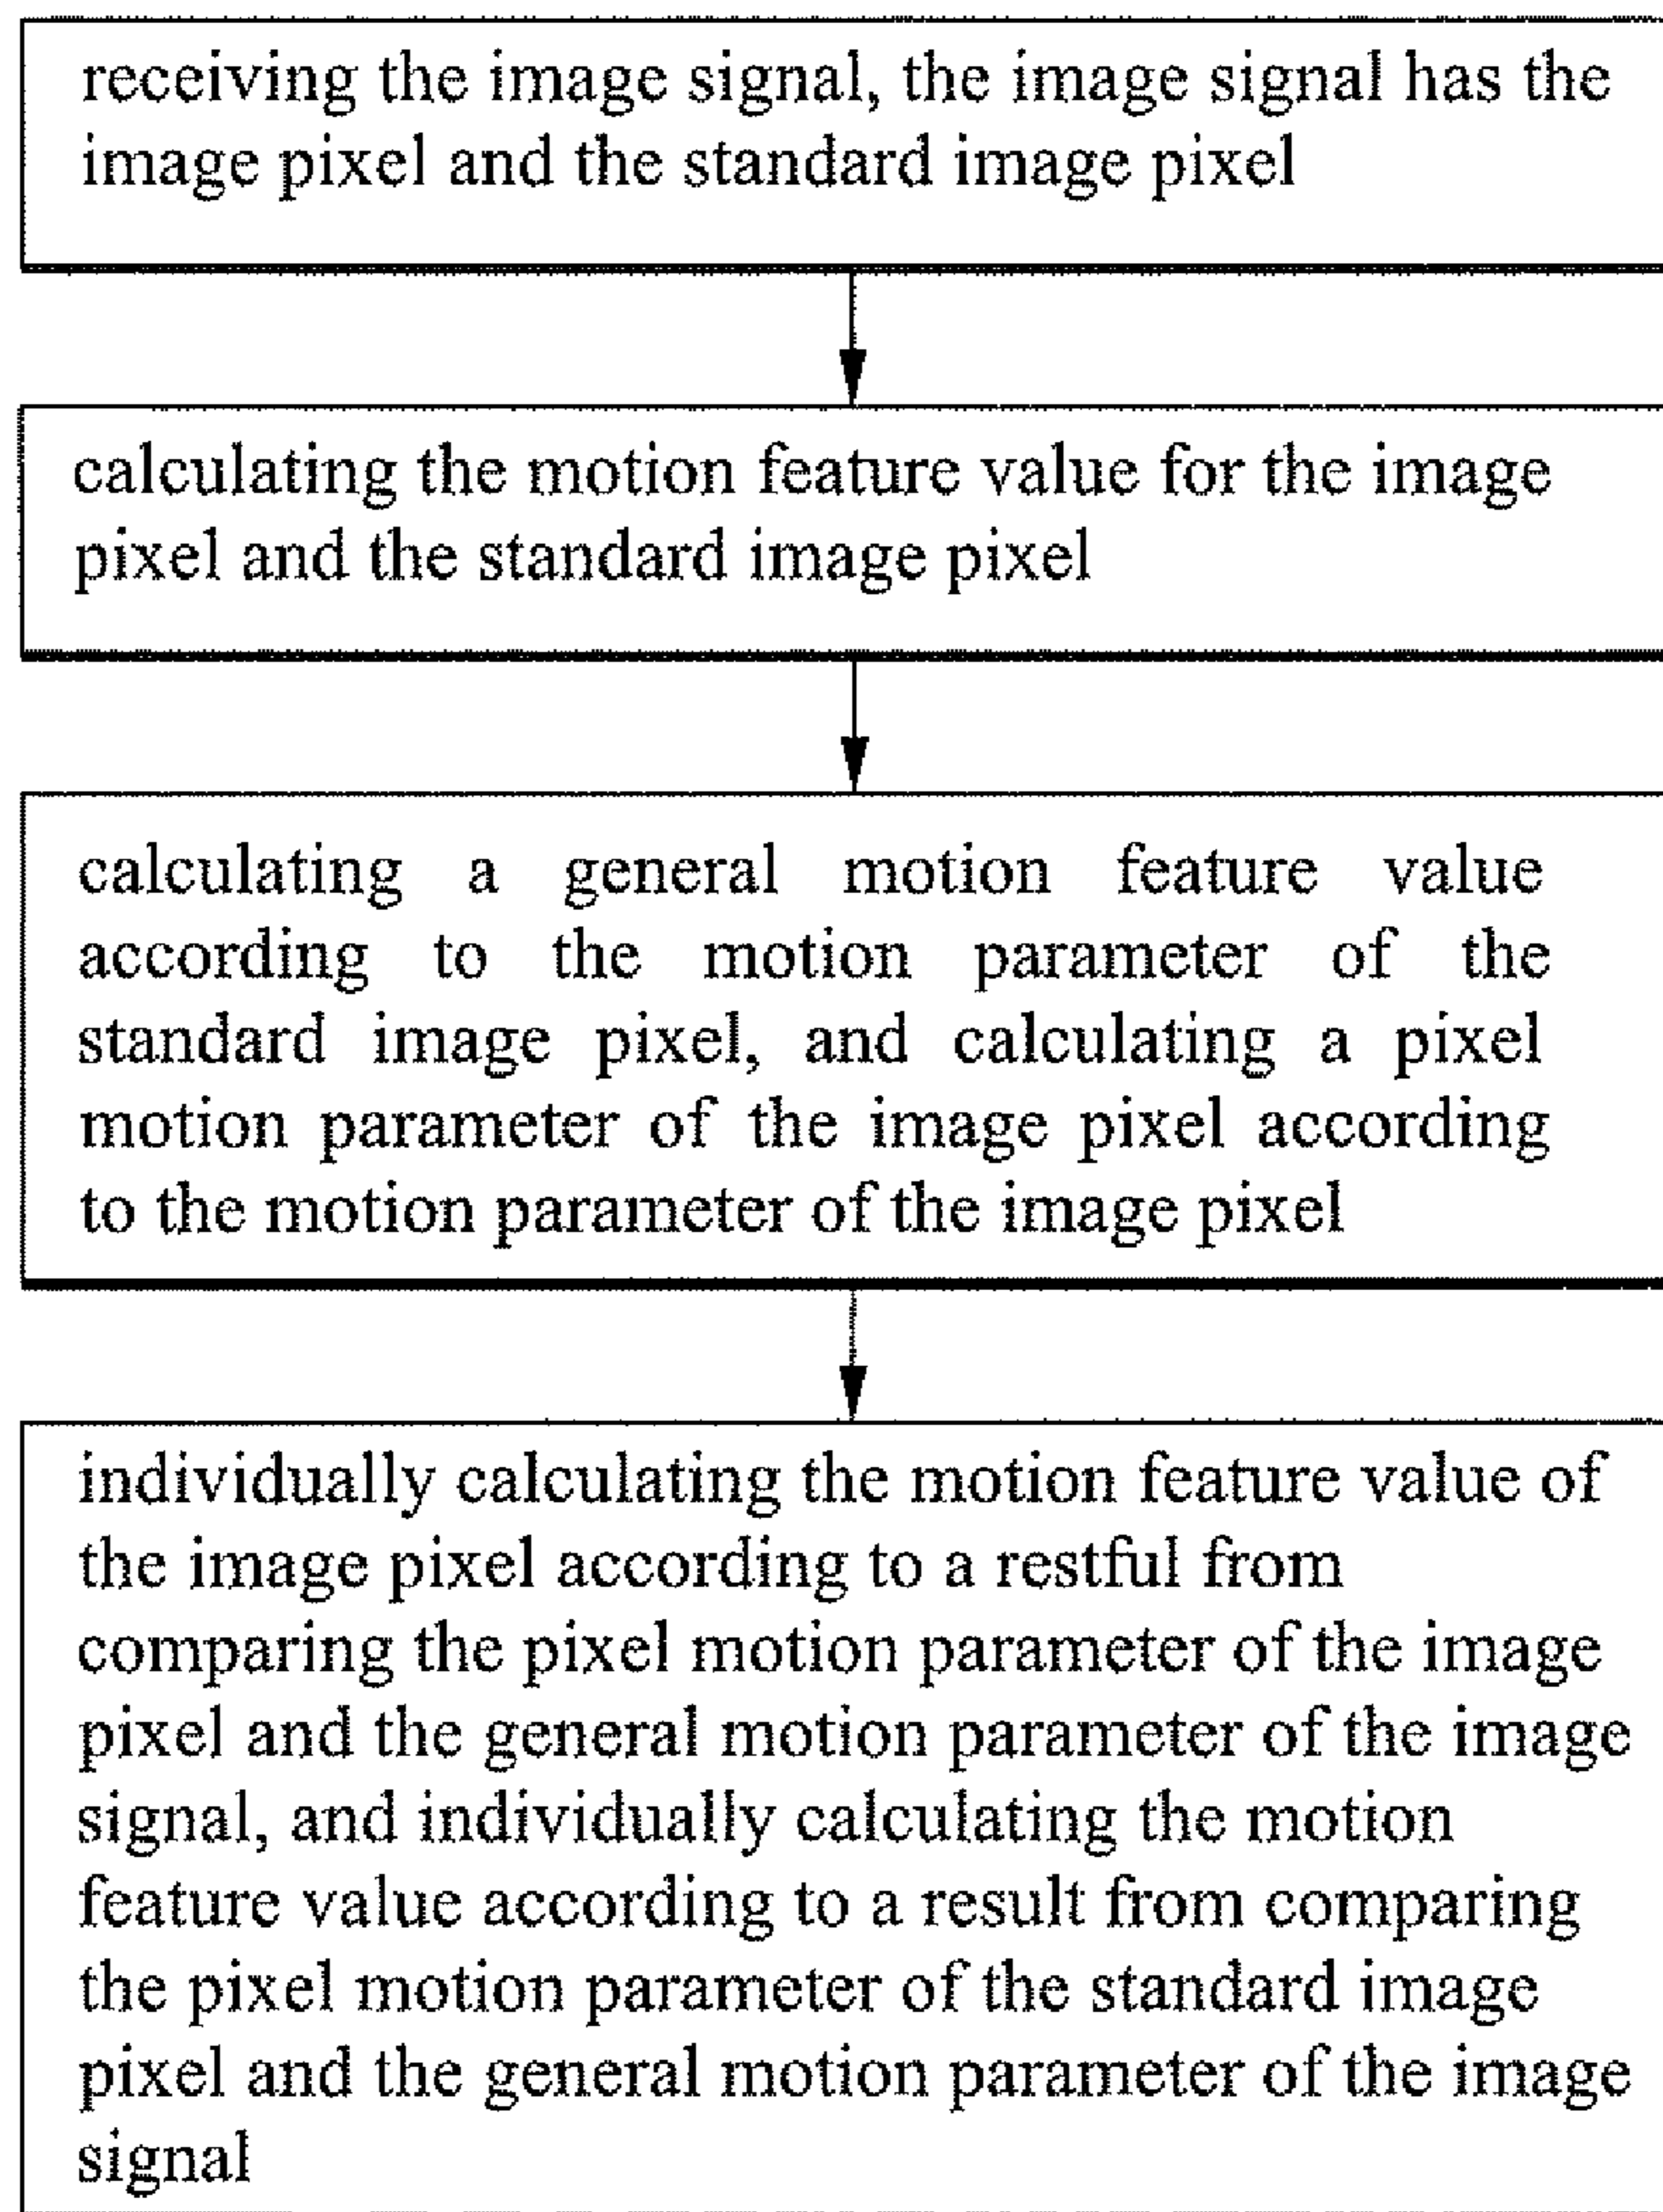 receiving the image signal, the image signal has the
image pixel and the standard image pixel
calculating the motion feature value for the image
pixel and the standard image pixel
calculating a general motion feature value
according to the motion parameter of the
standard image pixel, and calculating a pixel
motion parameter of the image pixel according
to the motion parameter of the image pixel
individually calculating the motion feature value of
the image pixel according to a restful from
comparing the pixel motion parameter of the image
pixel and the general motion parameter of the image
signal, and individually calculating the motion
feature value according to a result from comparing
the pixel motion parameter of the standard image
pixel and the general motion parameter of the image
signal